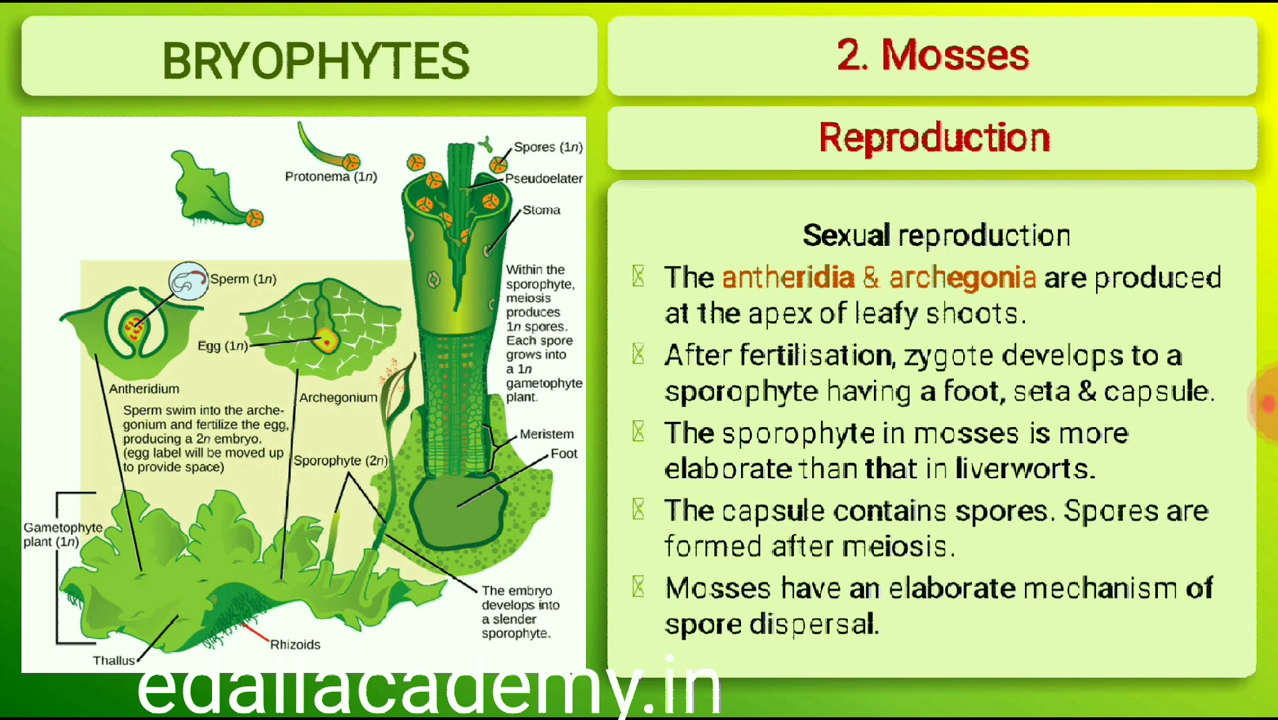 BRYOPHYTES
2. Mosses
Reproduction
Protonema (1n)
Spores (1n)
Pseudoelater
Stoma
Within the
sporophyte,
meiosis
produces
1n spores.
Each spore
grows into
a 1n
gametophyte
plant.
Sperm (1n)
Egg (1n)
Antheridium
Archegonium
Sperm swim into the arche-
gonium and fertilize the egg,
producing a 2n embryo.
(egg label will be moved up
to provide space)
Sporophyte (2n)
Meristem
Foot
Gametophyte
plant (1n)
The embryo
develops into
a slender
sporophyte.
Rhizoids
Thallus
Sexual reproduction
The antheridia & archegonia are produced
at the apex of leafy shoots.
After fertilisation, zygote develops to a
sporophyte having a foot, seta & capsule.
The sporophyte in mosses is more
elaborate than that in liverworts.
The capsule contains spores. Spores are
formed after meiosis.
Mosses have an elaborate mechanism of
spore dispersal.
edallacademy.in